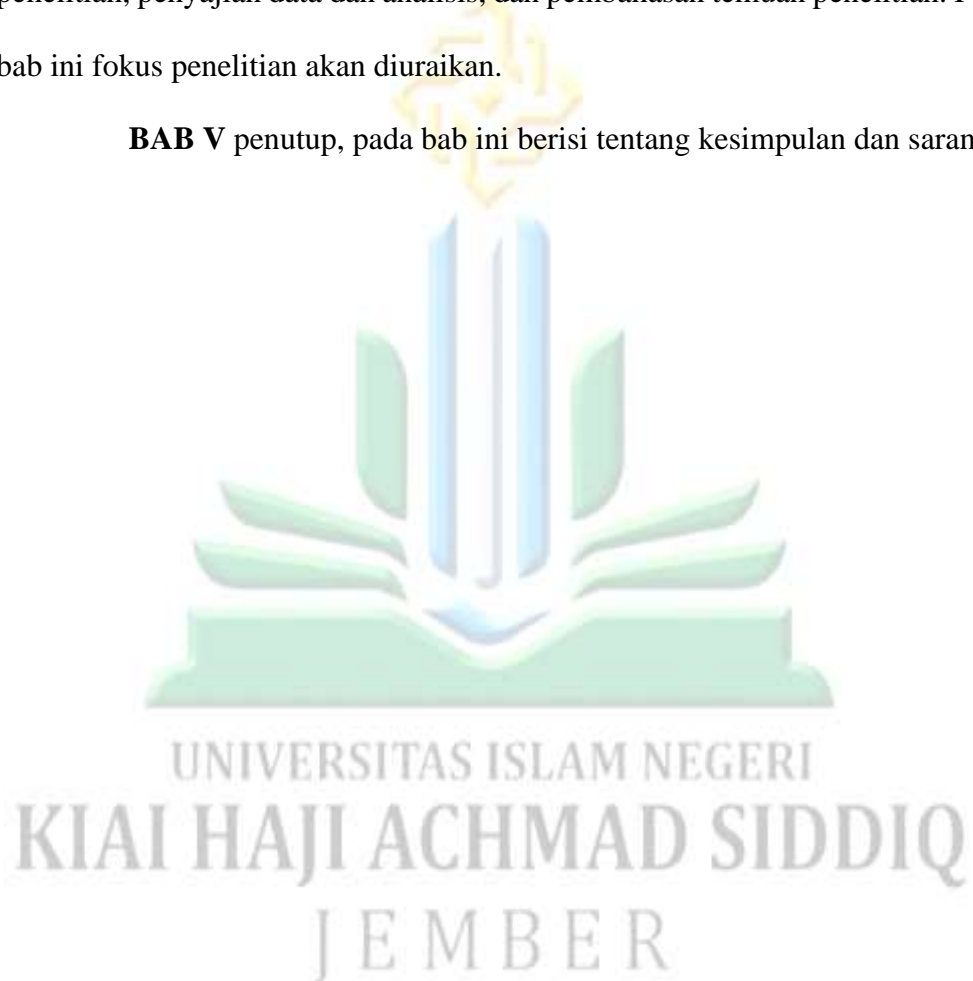 penelitian, penyajian data dan analisis, dan pembahasan temuan penelitian.
bab ini fokus penelitian akan diuraikan.
BAB V penutup, pada bab ini berisi tentang kesimpulan dan saran
UNIVERSITAS ISLAM NEGERI
KIAI HAJI ACHMAD SIDDIQ
JEMBER